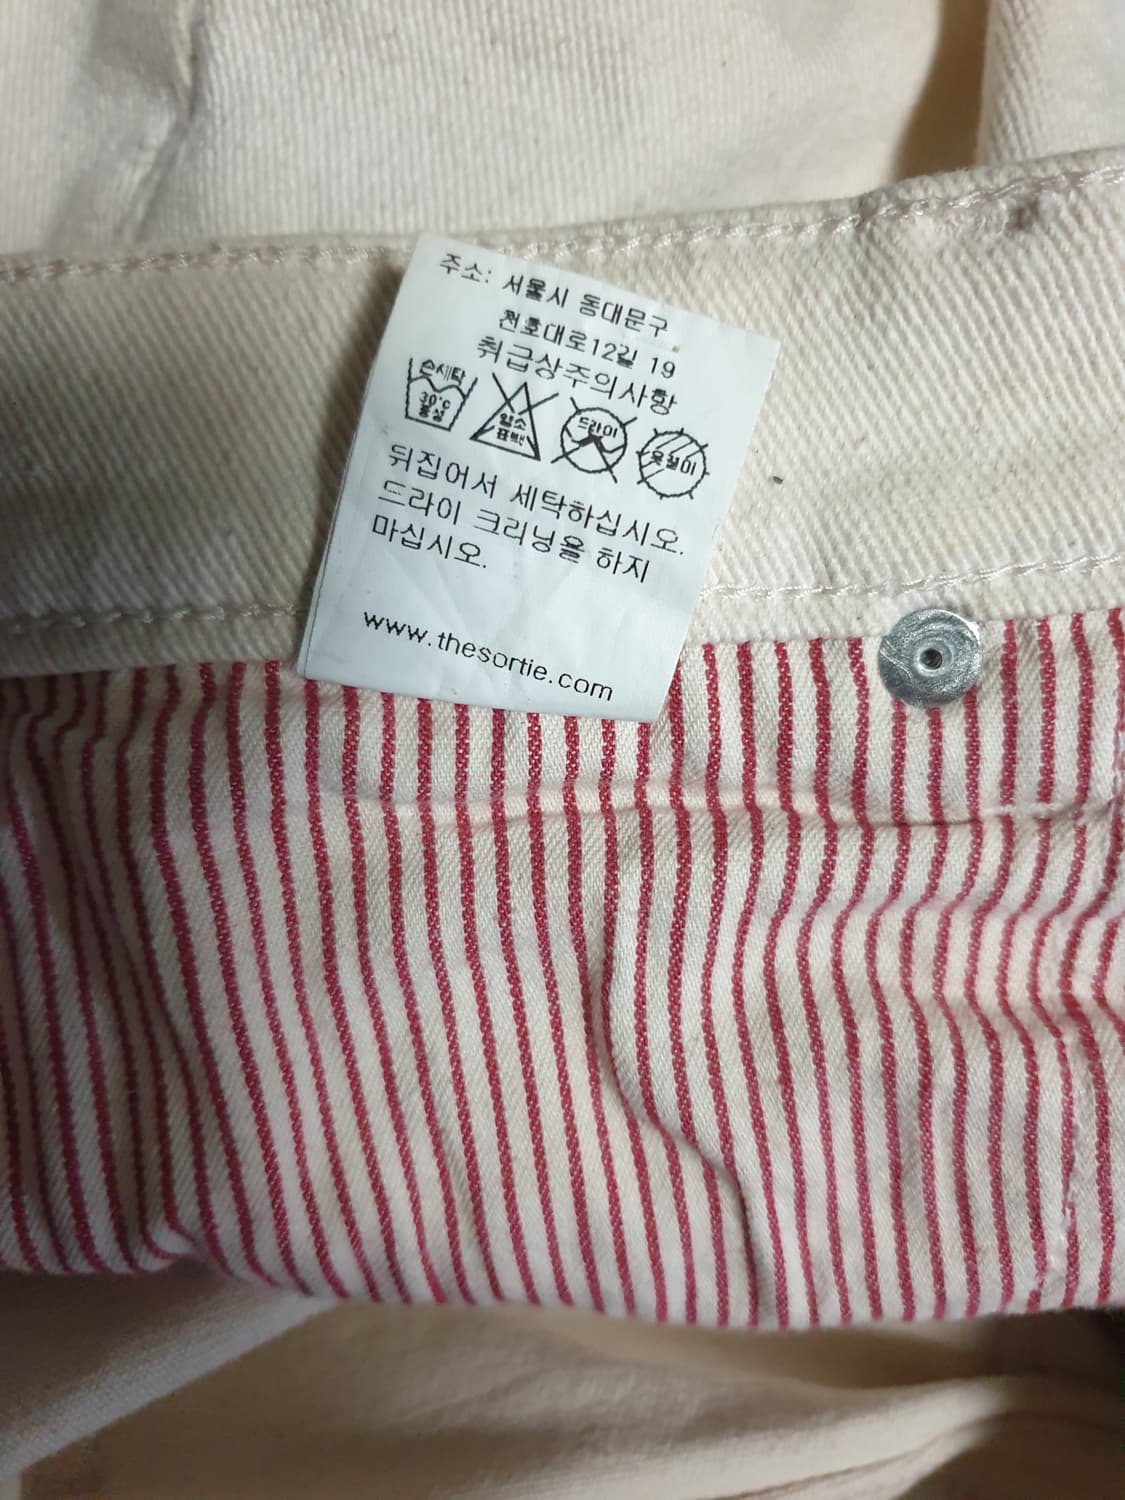 주소: 서울시 동대문구
천호대로12길 19
취급상주의사항
손세탁 30°C 중성
염소 표백
드라이
옷걸이
뒤집어서 세탁하십시오.
드라이 크리닝을 하지
마십시오.
www.thesortie.com